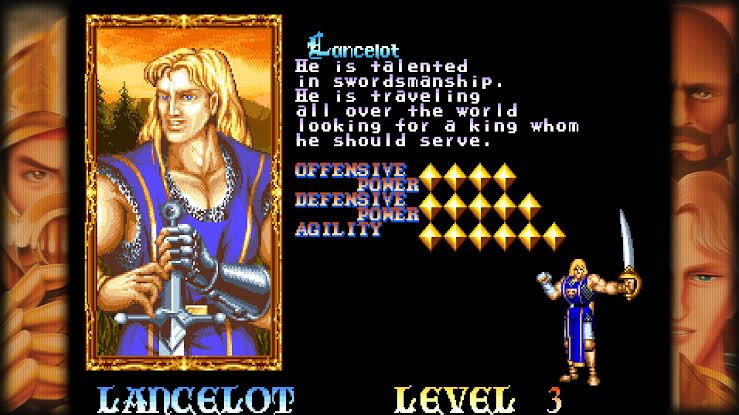 Lancelot
He is talented
in swordsmanship.
He is traveling
all over the world
looking for a king whom
he should serve.
OFFENSIVE
POWER
DEFENSIVE
POWER
AGILITY
LANCELOT LEVEL 3